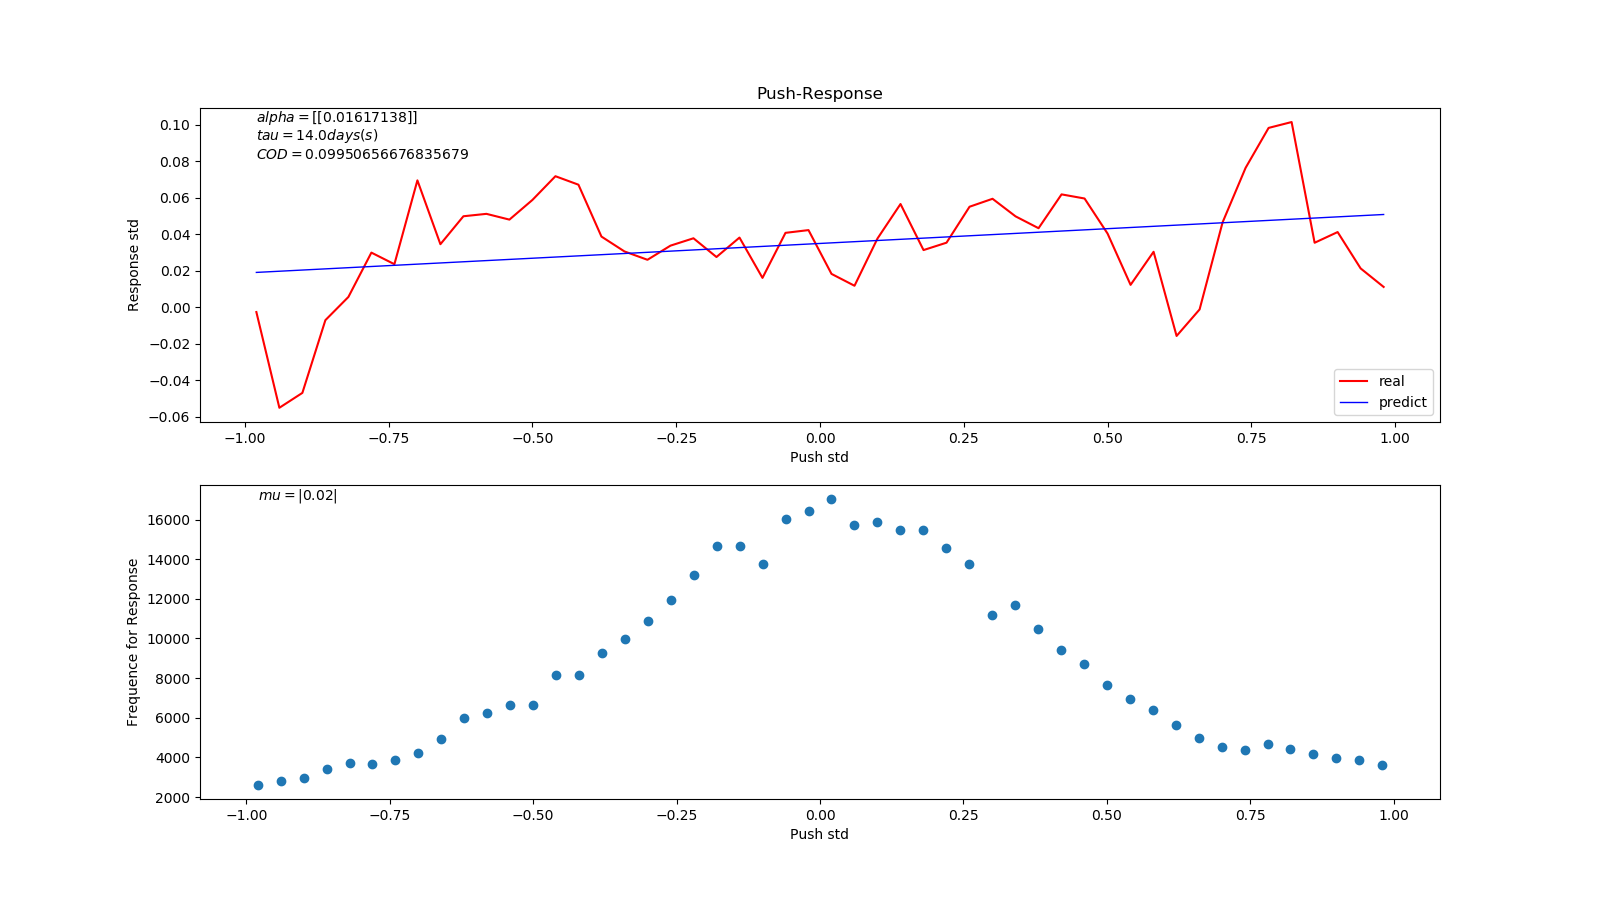 Push-Response
alpha = [[0.01617138]]
tau = 14.0days(s)
COD = 0.09950656676835679
0.10
0.08
0.06
0.04
0.02
0.00
−0.02
−0.04
−0.06
Response std
real
predict
−1.00 −0.75 −0.50 −0.25 0.00 0.25 0.50 0.75 1.00
Push std
mu = |0.02|
16000
14000
12000
10000
8000
6000
4000
2000
Frequence for Response
−1.00 −0.75 −0.50 −0.25 0.00 0.25 0.50 0.75 1.00
Push std